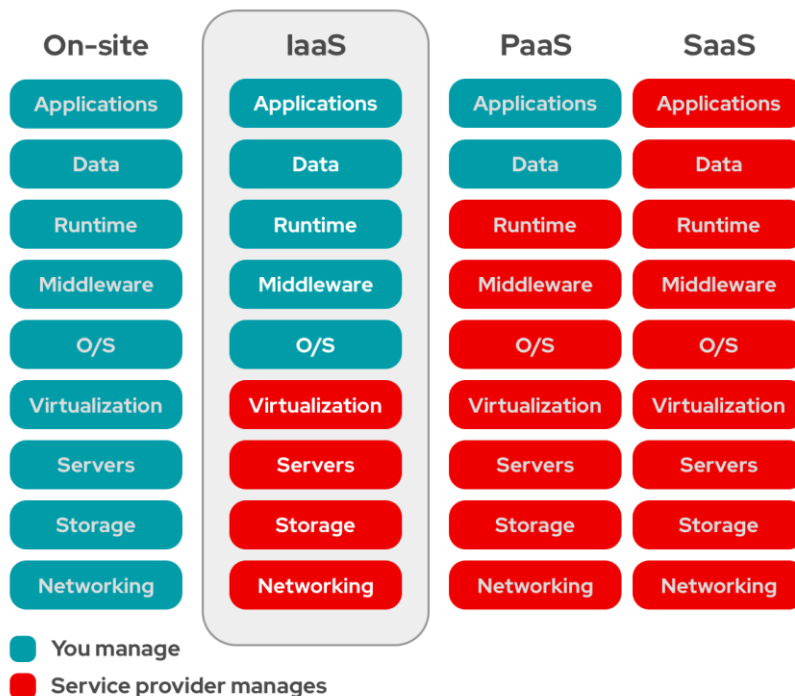 On-site IaaS PaaS SaaS
Applications Applications Applications Applications
Data Data Data Data
Runtime Runtime Runtime Runtime
Middleware Middleware Middleware Middleware
O/S O/S O/S O/S
Virtualization Virtualization Virtualization Virtualization
Servers Servers Servers Servers
Storage Storage Storage Storage
Networking Networking Networking Networking
You manage
Service provider manages